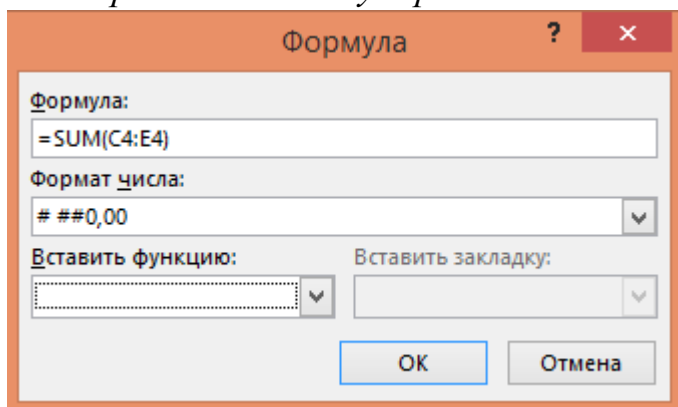 Формула ? ×
Формула:
=SUM(C4:E4)
Формат числа:
# ##0,00
Вставить функцию: Вставить закладку:
ОК Отмена